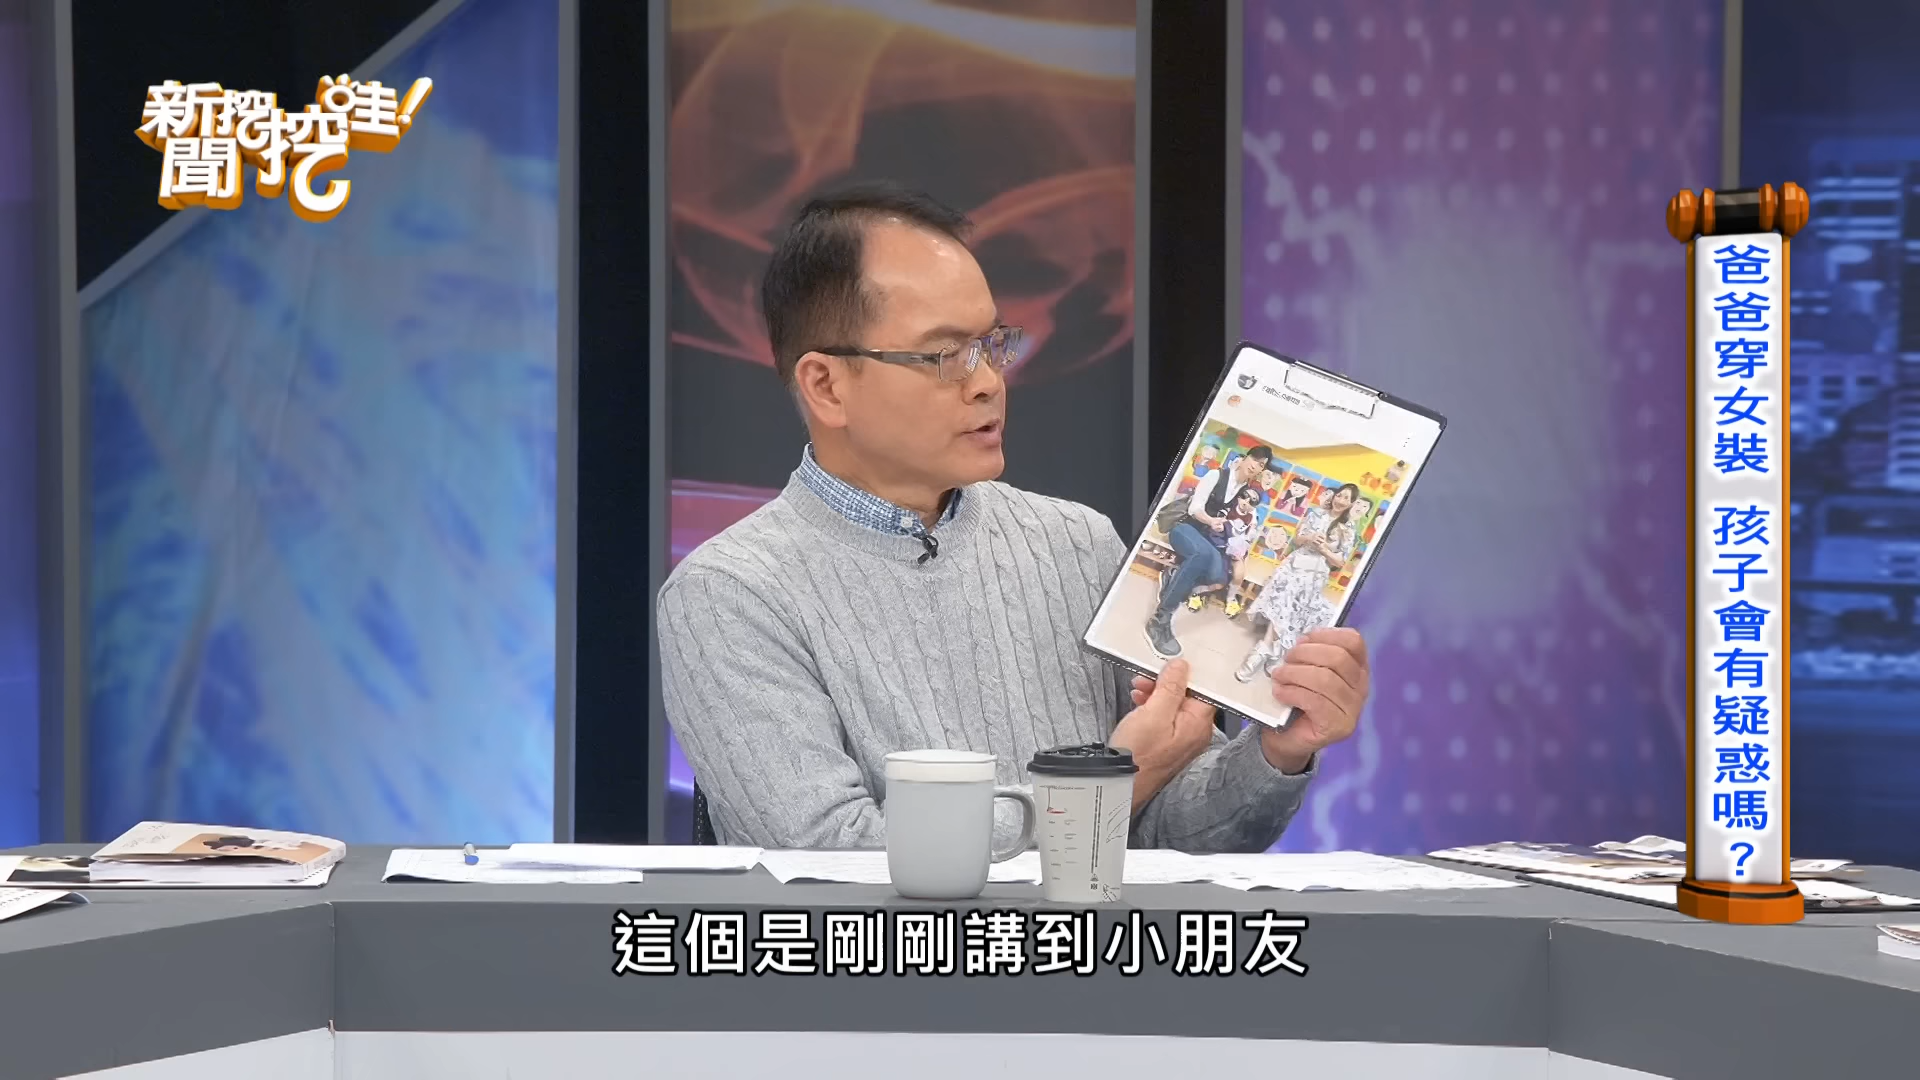 新聞挖挖哇!
爸爸穿女裝 孩子會有疑惑嗎?
這個是剛剛講到小朋友